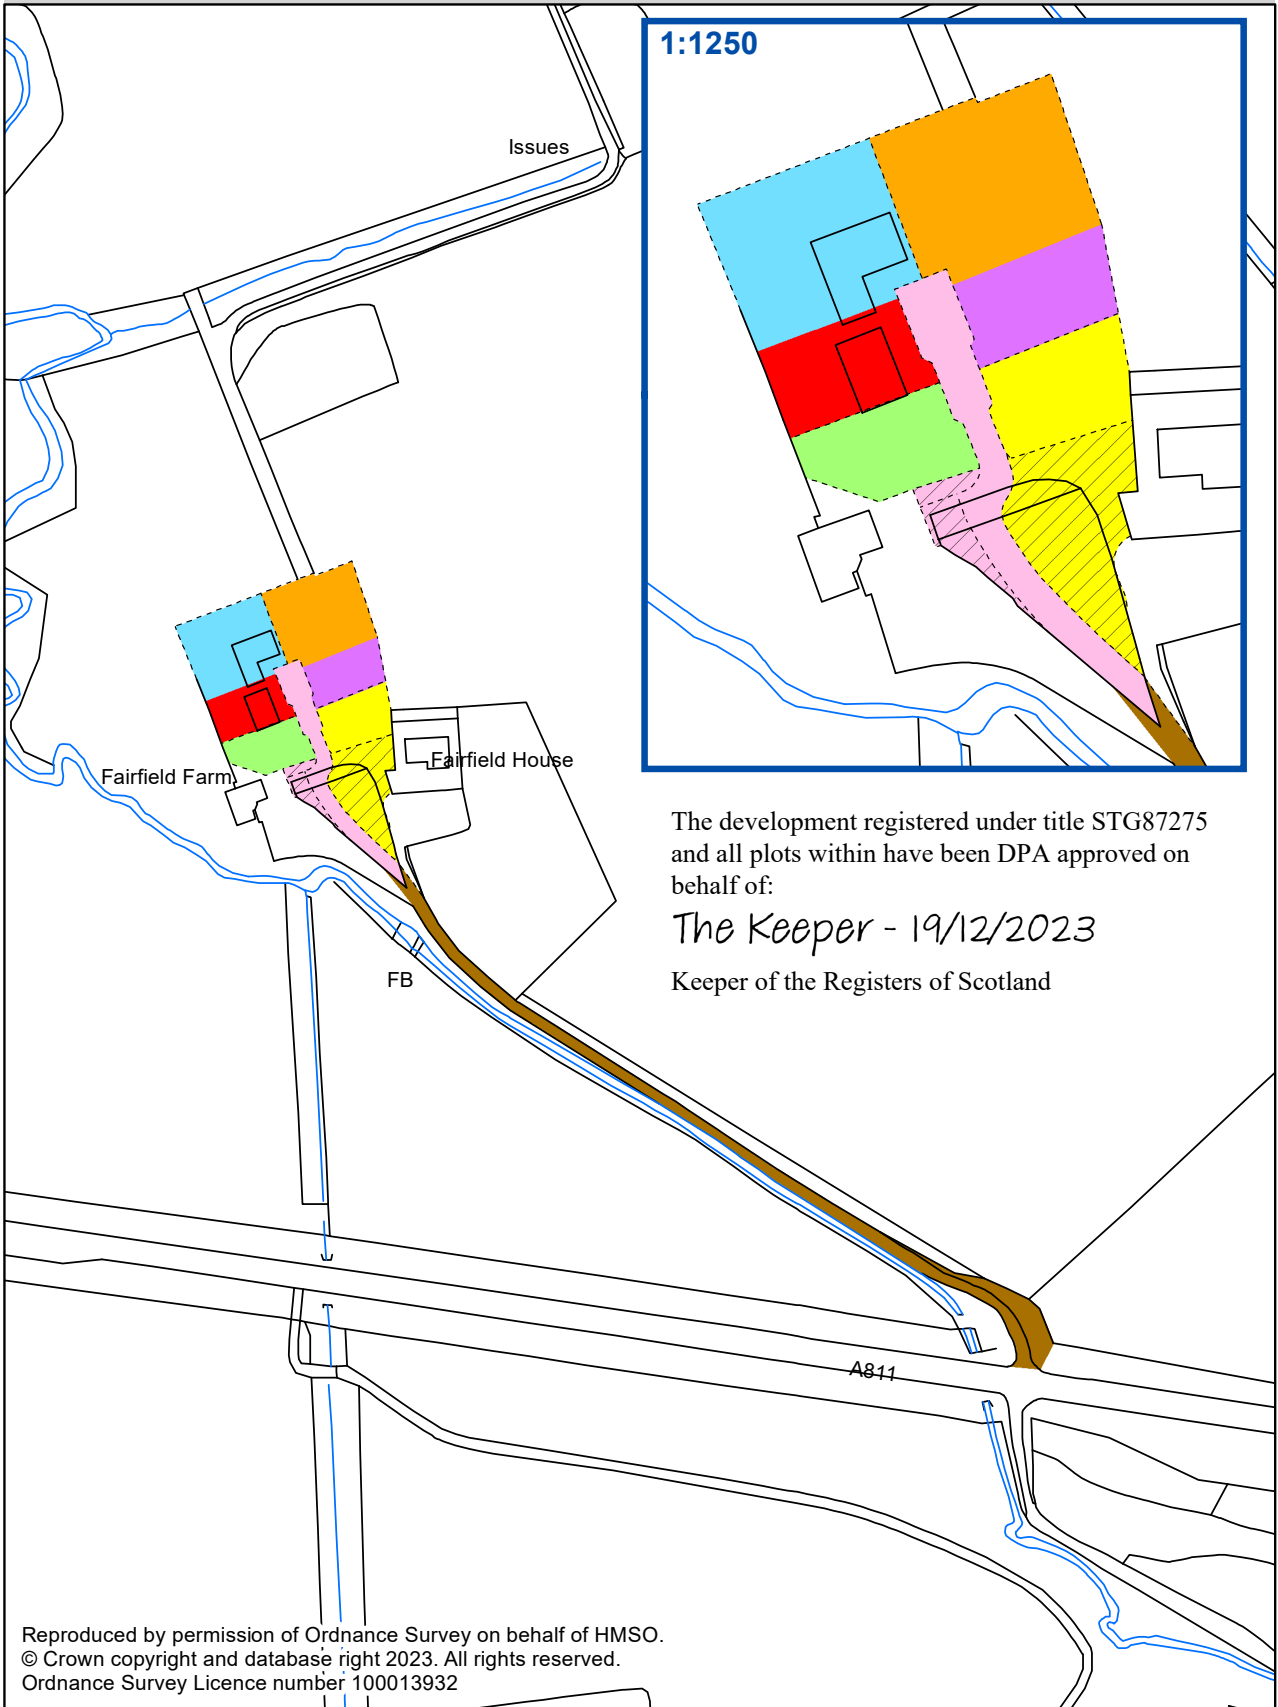 1:1250
Issues
Fairfield Farm
Fairfield House
The development registered under title STG87275
and all plots within have been DPA approved on
behalf of:
The Keeper - 19/12/2023
Keeper of the Registers of Scotland
FB
A811
Reproduced by permission of Ordnance Survey on behalf of HMSO.
© Crown copyright and database right 2023. All rights reserved.
Ordnance Survey Licence number 100013932